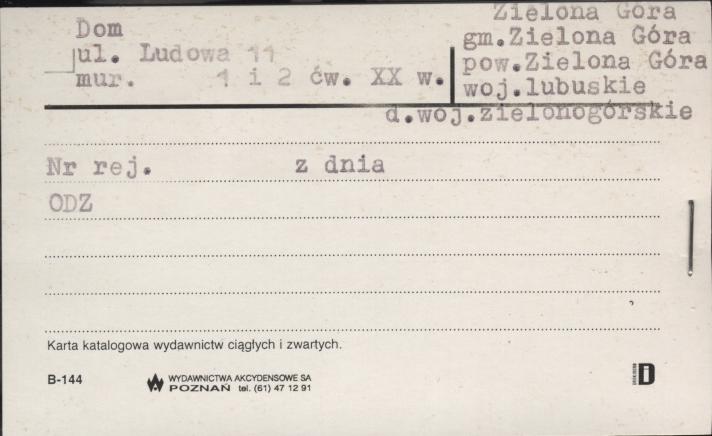 Dom
ul. Ludowa 11
mur. 1 i 2 ćw. XX w.
Zielona Góra
gm.Zielona Góra
pow.Zielona Góra
woj.lubuskie
d.woj.zielonogórskie
Nr rej. z dnia
ODZ
Karta katalogowa wydawnictw ciągłych i zwartych.
B-144
WYDAWNICTWA AKCYDENSOWE SA
POZNAŃ tel. (61) 47 12 91